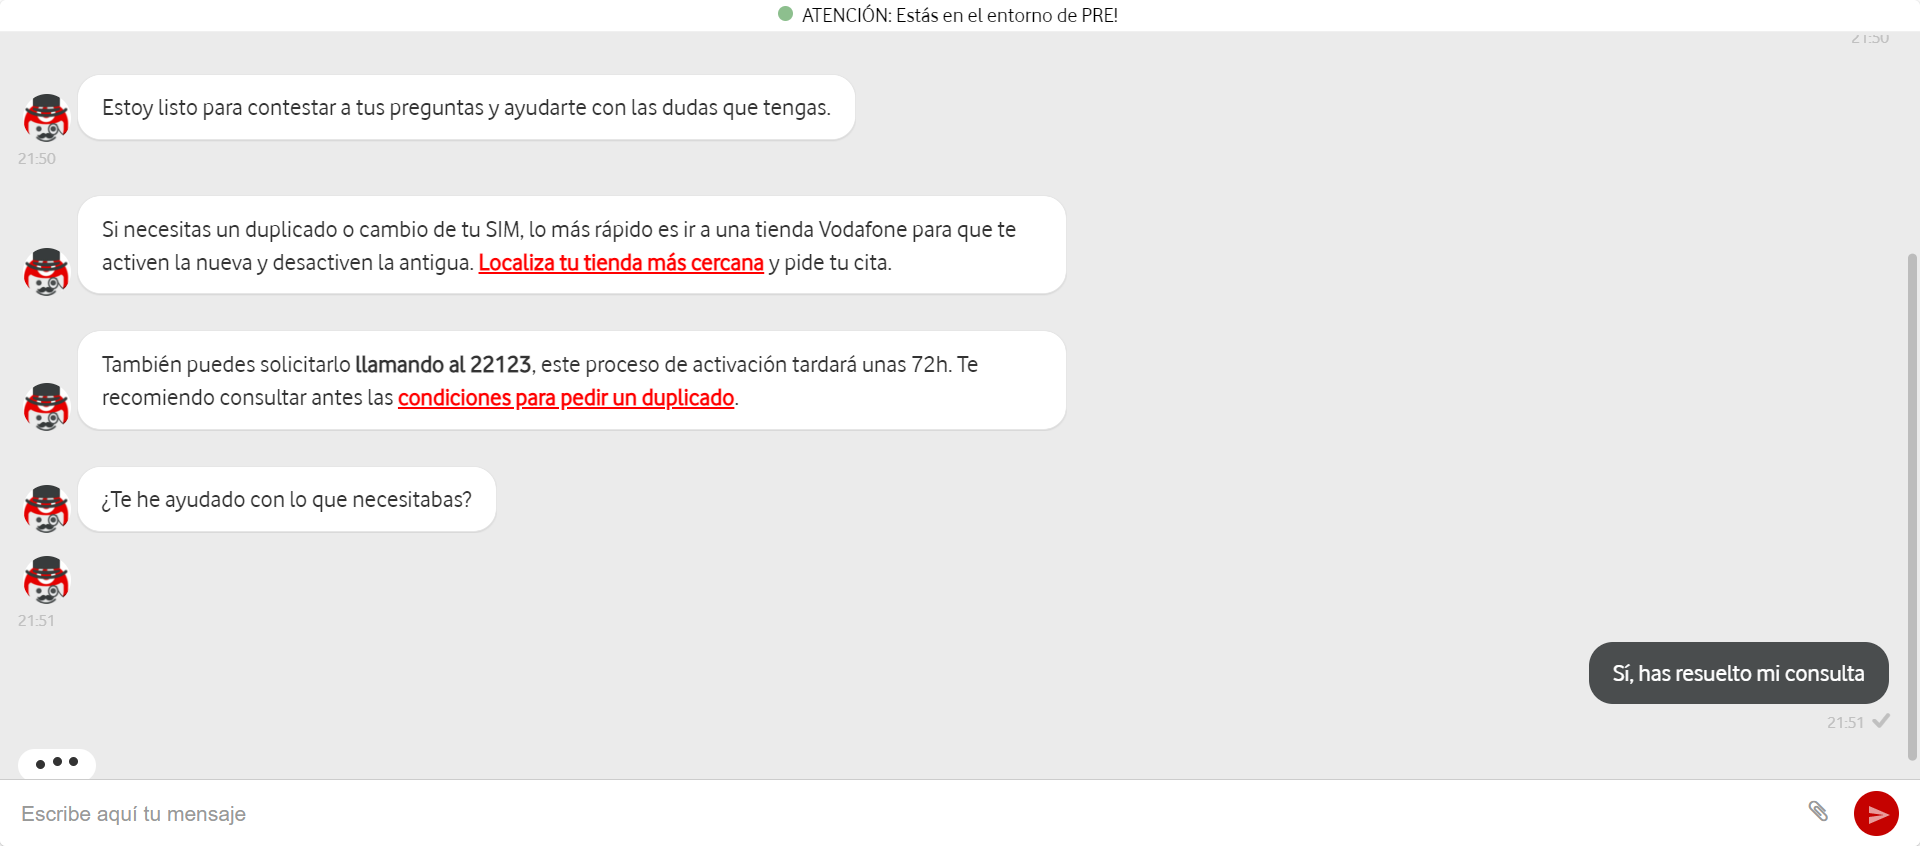 ATENCIÓN: Estás en el entorno de PRE!
21:50
Estoy listo para contestar a tus preguntas y ayudarte con las dudas que tengas.
21:50
Si necesitas un duplicado o cambio de tu SIM, lo más rápido es ir a una tienda Vodafone para que te
activen la nueva y desactiven la antigua. Localiza tu tienda más cercana y pide tu cita.
También puedes solicitarlo llamando al 22123, este proceso de activación tardará unas 72h. Te
recomiendo consultar antes las condiciones para pedir un duplicado.
¿Te he ayudado con lo que necesitabas?
21:51
Sí, has resuelto mi consulta
21:51
Escribe aquí tu mensaje